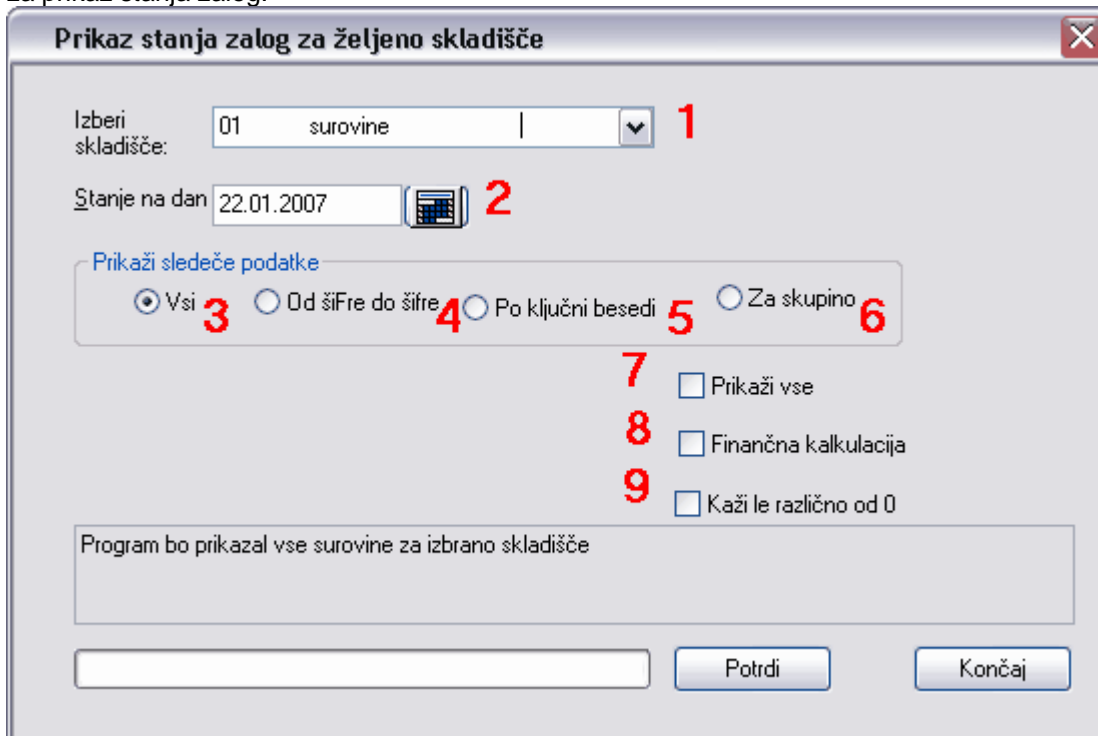 za prikaz stanja zalog.
Prikaz stanja zalog za željeno skladišče
Izberi skladišče:
01 surovine
1
Stanje na dan 22.01.2007 2
Prikaži sledeče podatke
Vsi 3 Od šiFre do šifre 4 Po ključni besedi 5 Za skupino 6
7 Prikaži vse
8 Finančna kalkulacija
9 Kaži le različno od 0
Program bo prikazal vse surovine za izbrano skladišče
Potrdi Končaj